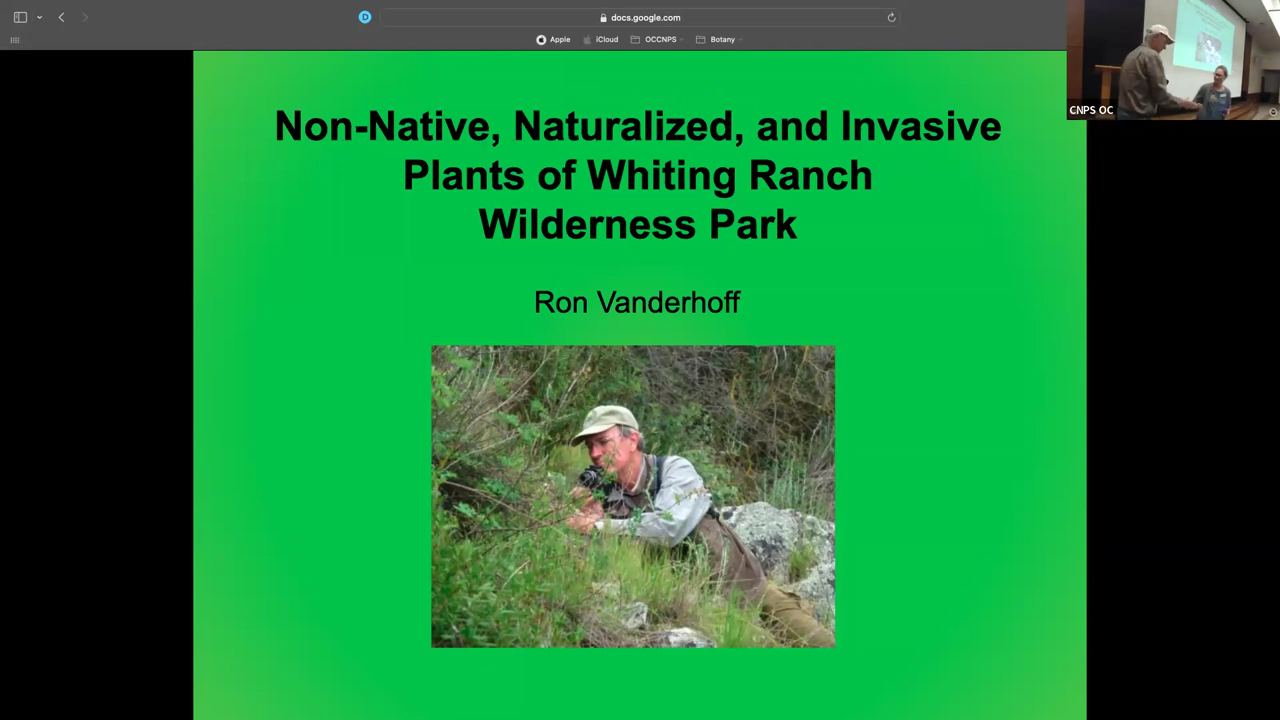 docs.google.com
Apple
iCloud
OCCNPS
Botany
CNPS OC
Non-Native, Naturalized, and Invasive
Plants of Whiting Ranch
Wilderness Park
Ron Vanderhoff